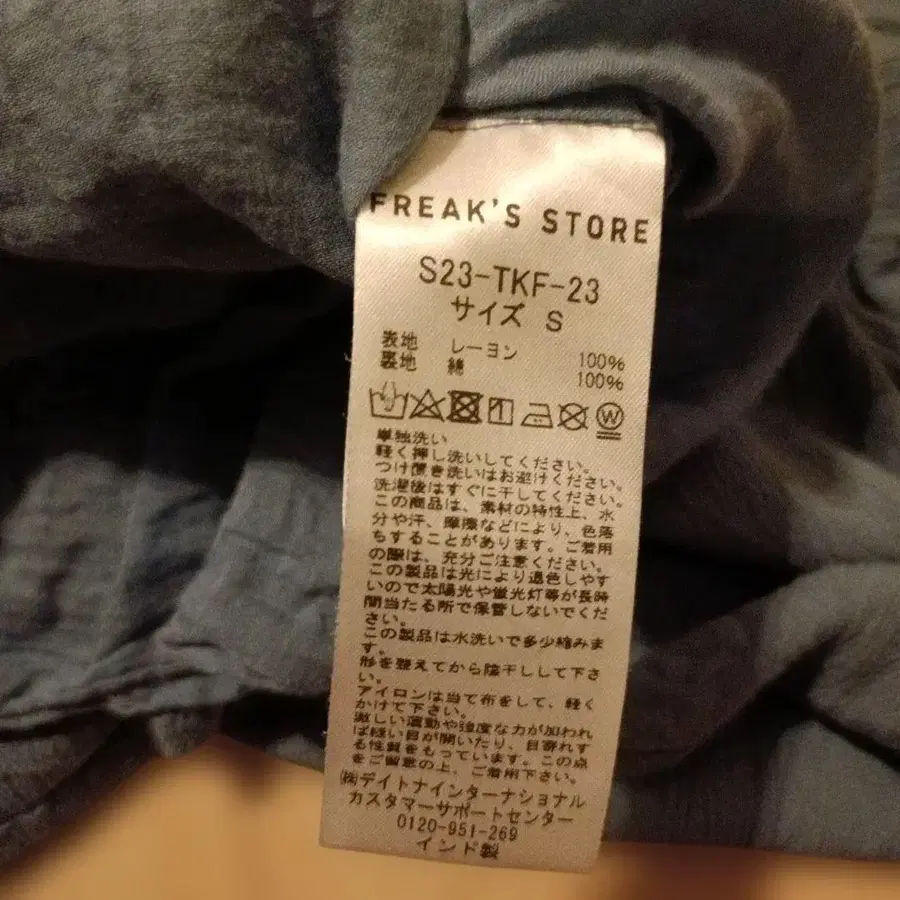 FREAK'S STORE
S23-TKF-23
サイズ S
表地 レーヨン 100%
裏地 綿 100%
W
単独洗い
軽く押し洗いしてください。
つけ置き洗いはお避けください。
洗濯後はすぐに干してください。
この商品は、素材の特性上、水
分や汗、摩擦などにより、色落
ちすることがあります。ご着用
の際は、充分ご注意ください。
この製品は光により退色しやす
いので太陽光や蛍光灯等が長時
間当たる所で保管しないでくだ
さい。
この製品は水洗いで多少縮みま
す。
形を整えてから陰干しして下さ
い。
アイロンは当て布をして、軽く
かけて下さい。
激しい運動や強度な力が加われ
ば縫い目が開いたり、目寄れす
る性質をもっています。この点
をご留意の上、ご着用下さい。
㈱デイトナインターナショナル
カスタマーサポートセンター
0120-951-269
インド製